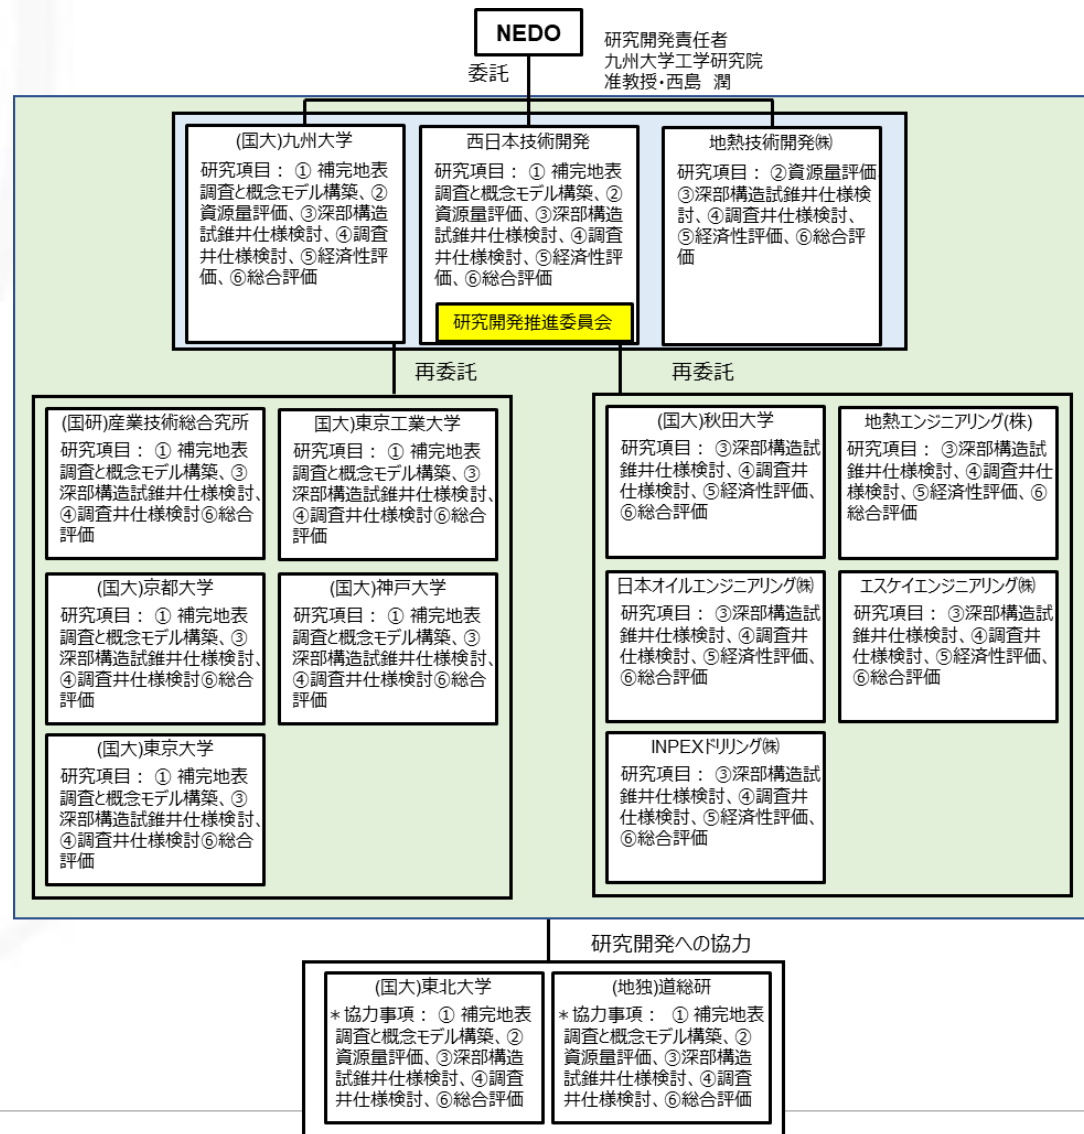 NEDO
研究開発責任者
九州大学工学研究院
准教授・西島 潤
委託
(国大)九州大学
研究項目： ① 補完地表
調査と概念モデル構築、②
資源量評価、③深部構造
試錐井仕様検討、④調査
井仕様検討、⑤経済性評
価、⑥総合評価
西日本技術開発
研究項目： ① 補完地表
調査と概念モデル構築、②
資源量評価、③深部構造
試錐井仕様検討、④調査
井仕様検討、⑤経済性評
価、⑥総合評価
研究開発推進委員会
地熱技術開発㈱
研究項目： ②資源量評価
③深部構造試錐井仕様検
討、④調査井仕様検討、
⑤経済性評価、⑥総合評
価
再委託
再委託
(国研)産業技術総合究所
研究項目： ① 補完地表
調査と概念モデル構築、③
深部構造試錐井仕様検討、
④調査井仕様検討⑥総合
評価
国大)東京工業大学
研究項目： ① 補完地表
調査と概念モデル構築、③
深部構造試錐井仕様検討、
④調査井仕様検討⑥総合
評価
(国大)京都大学
研究項目： ① 補完地表
調査と概念モデル構築、③
深部構造試錐井仕様検討、
④調査井仕様検討⑥総合
評価
(国大)神戸大学
研究項目： ① 補完地表
調査と概念モデル構築、③
深部構造試錐井仕様検討、
④調査井仕様検討⑥総合
評価
(国大)東京大学
研究項目： ① 補完地表
調査と概念モデル構築、③
深部構造試錐井仕様検討、
④調査井仕様検討⑥総合
評価
(国大)秋田大学
研究項目： ③深部構造試
錐井仕様検討、④調査井
仕様検討、⑤経済性評価、
⑥総合評価
地熱エンジニアリング(株)
研究項目： ③深部構造試
錐井仕様検討、④調査井仕
様検討、⑤経済性評価、⑥
総合評価
日本オイルエンジニアリング㈱
研究項目： ③深部構造試
錐井仕様検討、④調査井
仕様検討、⑤経済性評価、
⑥総合評価
エスケイエンジニアリング㈱
研究項目： ③深部構造試
錐井仕様検討、④調査井
仕様検討、⑤経済性評価、
⑥総合評価
INPEXドリリング㈱
研究項目： ③深部構造試
錐井仕様検討、④調査井
仕様検討、⑤経済性評価、
⑥総合評価
研究開発への協力
(国大)東北大学
＊協力事項： ① 補完地表
調査と概念モデル構築、②
資源量評価、③深部構造
試錐井仕様検討、④調査
井仕様検討、⑥総合評価
(地独)道総研
＊協力事項： ① 補完地表
調査と概念モデル構築、②
資源量評価、③深部構造
試錐井仕様検討、④調査
井仕様検討、⑥総合評価